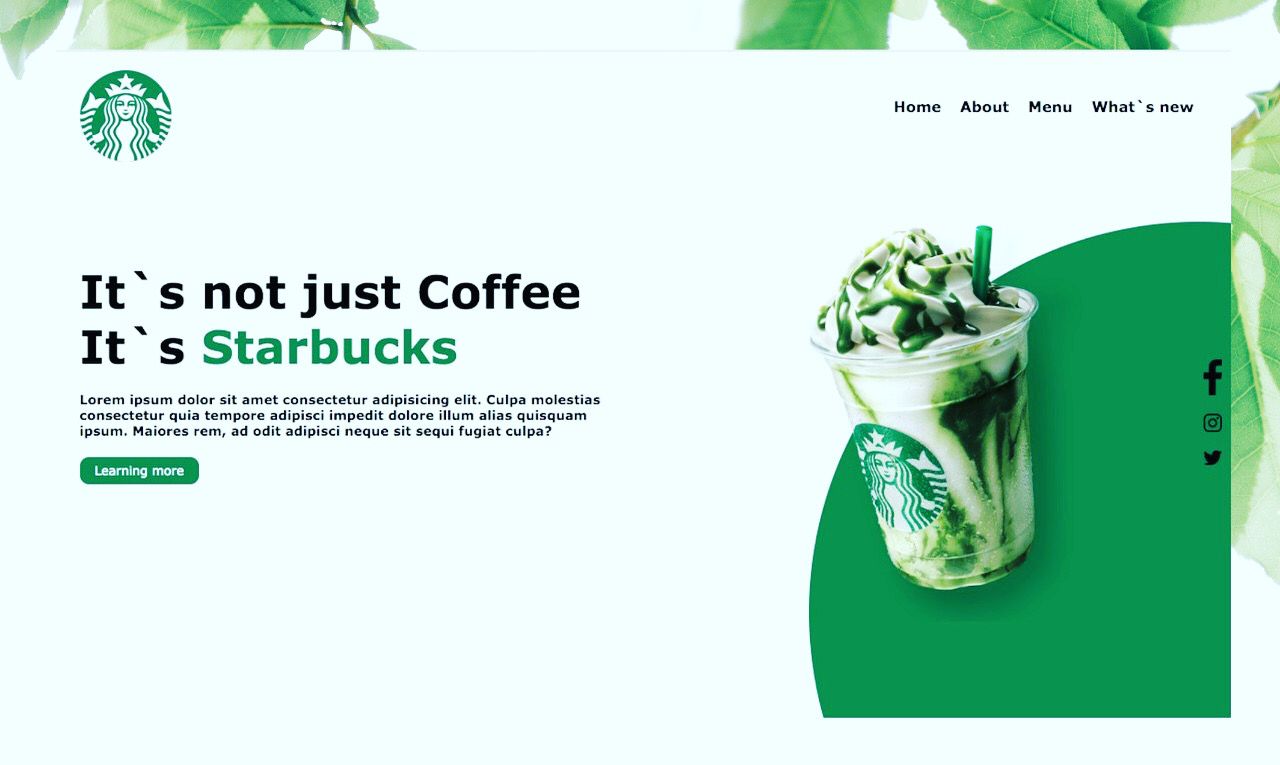 Home About Menu What`s new
It`s not just Coffee
It`s Starbucks
Lorem ipsum dolor sit amet consectetur adipisicing elit. Culpa molestias
consectetur quia tempore adipisci impedit dolore illum alias quisquam
ipsum. Maiores rem, ad odit adipisci neque sit sequi fugiat culpa?
Learning more